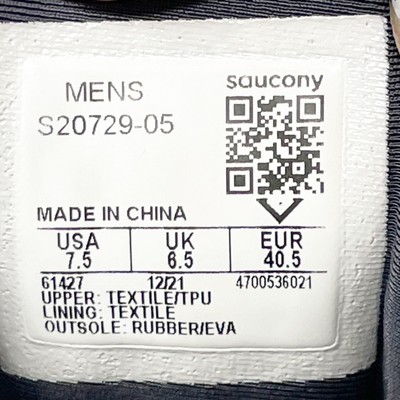 MENS
saucony
S20729-05
MADE IN CHINA
USA UK EUR
7.5 6.5 40.5
61427 12/21 4700536021
UPPER: TEXTILE/TPU
LINING: TEXTILE
OUTSOLE: RUBBER/EVA